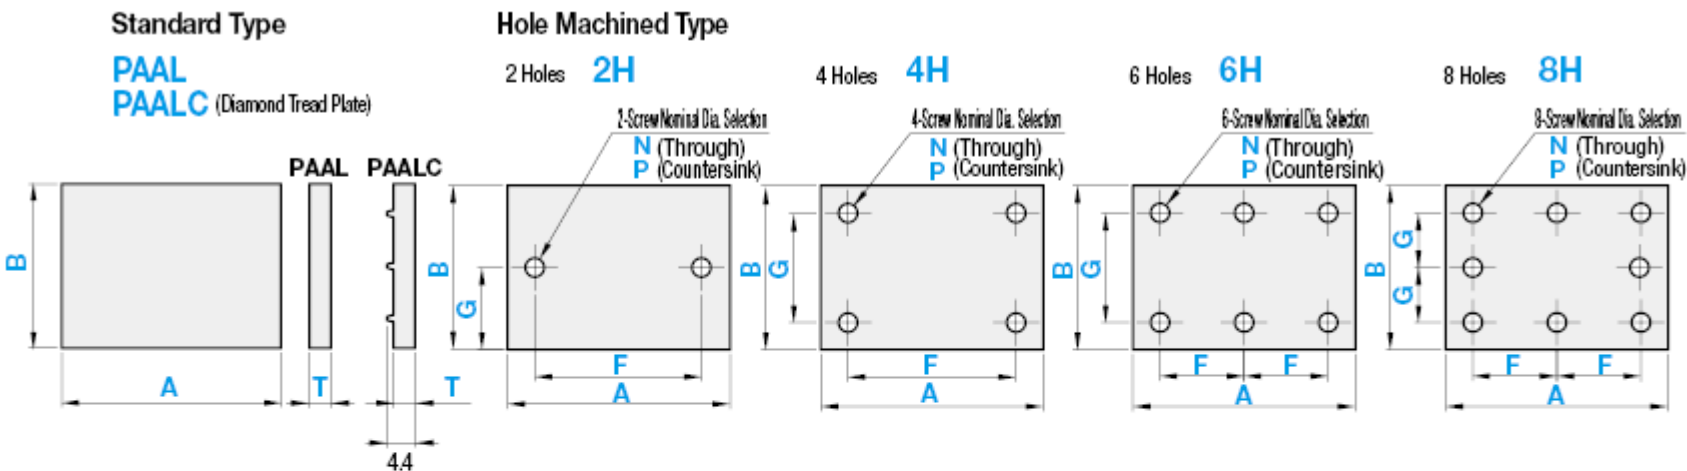 Standard Type
PAAL
PAALC (Diamond Tread Plate)
PAAL PAALC
B
A
T
T
4.4
Hole Machined Type
2 Holes 2H
2-Screw Nominal Dia. Selection
N (Through)
P (Countersink)
B
G
F
A
4 Holes 4H
4-Screw Nominal Dia. Selection
N (Through)
P (Countersink)
B
G
F
A
6 Holes 6H
6-Screw Nominal Dia. Selection
N (Through)
P (Countersink)
B
G
F F
A
8 Holes 8H
8-Screw Nominal Dia. Selection
N (Through)
P (Countersink)
B
G
G
F F
A